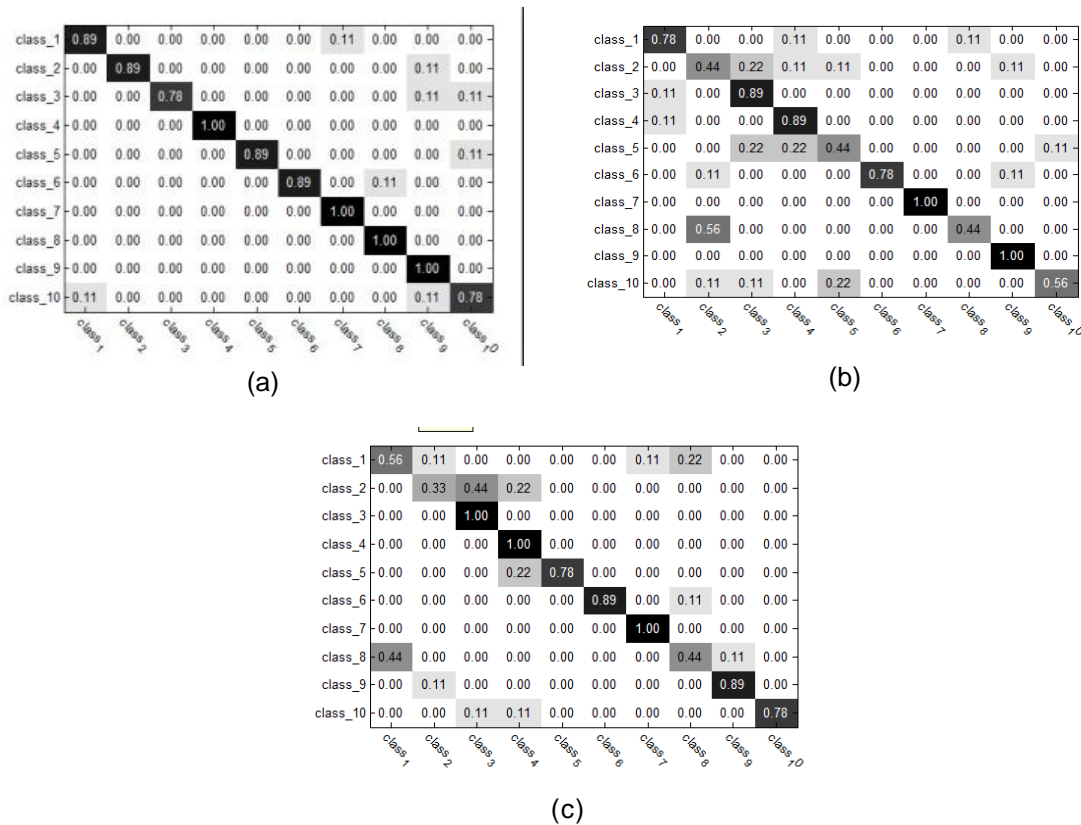 class_1 0.89 0.00 0.00 0.00 0.00 0.00 0.11 0.00 0.00 0.00
class_2 0.00 0.89 0.00 0.00 0.00 0.00 0.00 0.00 0.11 0.00
class_3 0.00 0.00 0.78 0.00 0.00 0.00 0.00 0.00 0.11 0.11
class_4 0.00 0.00 0.00 1.00 0.00 0.00 0.00 0.00 0.00 0.00
class_5 0.00 0.00 0.00 0.00 0.89 0.00 0.00 0.00 0.00 0.11
class_6 0.00 0.00 0.00 0.00 0.00 0.89 0.00 0.11 0.00 0.00
class_7 0.00 0.00 0.00 0.00 0.00 0.00 1.00 0.00 0.00 0.00
class_8 0.00 0.00 0.00 0.00 0.00 0.00 0.00 1.00 0.00 0.00
class_9 0.00 0.00 0.00 0.00 0.00 0.00 0.00 0.00 1.00 0.00
class_10 0.11 0.00 0.00 0.00 0.00 0.00 0.00 0.00 0.11 0.78
class_1 class_2 class_3 class_4 class_5 class_6 class_7 class_8 class_9 class_10
(a)
class_1 0.78 0.00 0.00 0.11 0.00 0.00 0.00 0.11 0.00 0.00
class_2 0.00 0.44 0.22 0.11 0.11 0.00 0.00 0.00 0.11 0.00
class_3 0.11 0.00 0.89 0.00 0.00 0.00 0.00 0.00 0.00 0.00
class_4 0.11 0.00 0.00 0.89 0.00 0.00 0.00 0.00 0.00 0.00
class_5 0.00 0.00 0.22 0.22 0.44 0.00 0.00 0.00 0.00 0.11
class_6 0.00 0.11 0.00 0.00 0.00 0.78 0.00 0.00 0.11 0.00
class_7 0.00 0.00 0.00 0.00 0.00 0.00 1.00 0.00 0.00 0.00
class_8 0.00 0.56 0.00 0.00 0.00 0.00 0.00 0.44 0.00 0.00
class_9 0.00 0.00 0.00 0.00 0.00 0.00 0.00 0.00 1.00 0.00
class_10 0.00 0.11 0.11 0.00 0.22 0.00 0.00 0.00 0.00 0.56
class_1 class_2 class_3 class_4 class_5 class_6 class_7 class_8 class_9 class_10
(b)
class_1 0.56 0.11 0.00 0.00 0.00 0.00 0.11 0.22 0.00 0.00
class_2 0.00 0.33 0.44 0.22 0.00 0.00 0.00 0.00 0.00 0.00
class_3 0.00 0.00 1.00 0.00 0.00 0.00 0.00 0.00 0.00 0.00
class_4 0.00 0.00 0.00 1.00 0.00 0.00 0.00 0.00 0.00 0.00
class_5 0.00 0.00 0.00 0.22 0.78 0.00 0.00 0.00 0.00 0.00
class_6 0.00 0.00 0.00 0.00 0.00 0.89 0.00 0.11 0.00 0.00
class_7 0.00 0.00 0.00 0.00 0.00 0.00 1.00 0.00 0.00 0.00
class_8 0.44 0.00 0.00 0.00 0.00 0.00 0.00 0.44 0.11 0.00
class_9 0.00 0.11 0.00 0.00 0.00 0.00 0.00 0.00 0.89 0.00
class_10 0.00 0.00 0.11 0.11 0.00 0.00 0.00 0.00 0.00 0.78
class_1 class_2 class_3 class_4 class_5 class_6 class_7 class_8 class_9 class_10
(c)